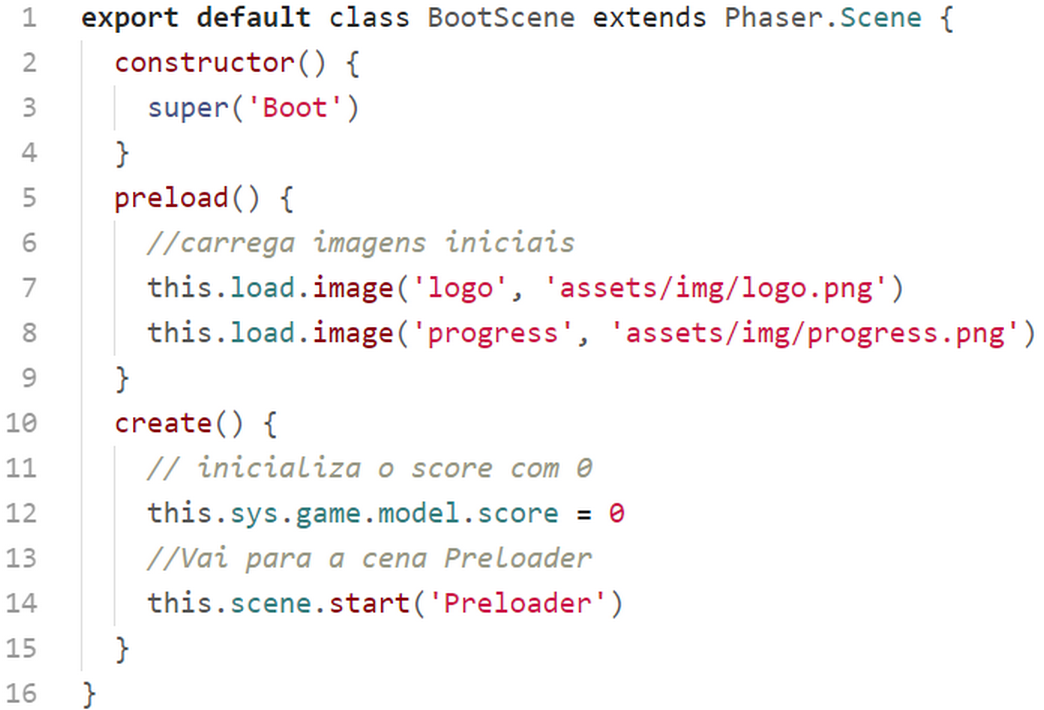 1 export default class BootScene extends Phaser.Scene {
2 constructor() {
3 super('Boot')
4 }
5 preload() {
6 //carrega imagens iniciais
7 this.load.image('logo', 'assets/img/logo.png')
8 this.load.image('progress', 'assets/img/progress.png')
9 }
10 create() {
11 // inicializa o score com 0
12 this.sys.game.model.score = 0
13 //Vai para a cena Preloader
14 this.scene.start('Preloader')
15 }
16 }